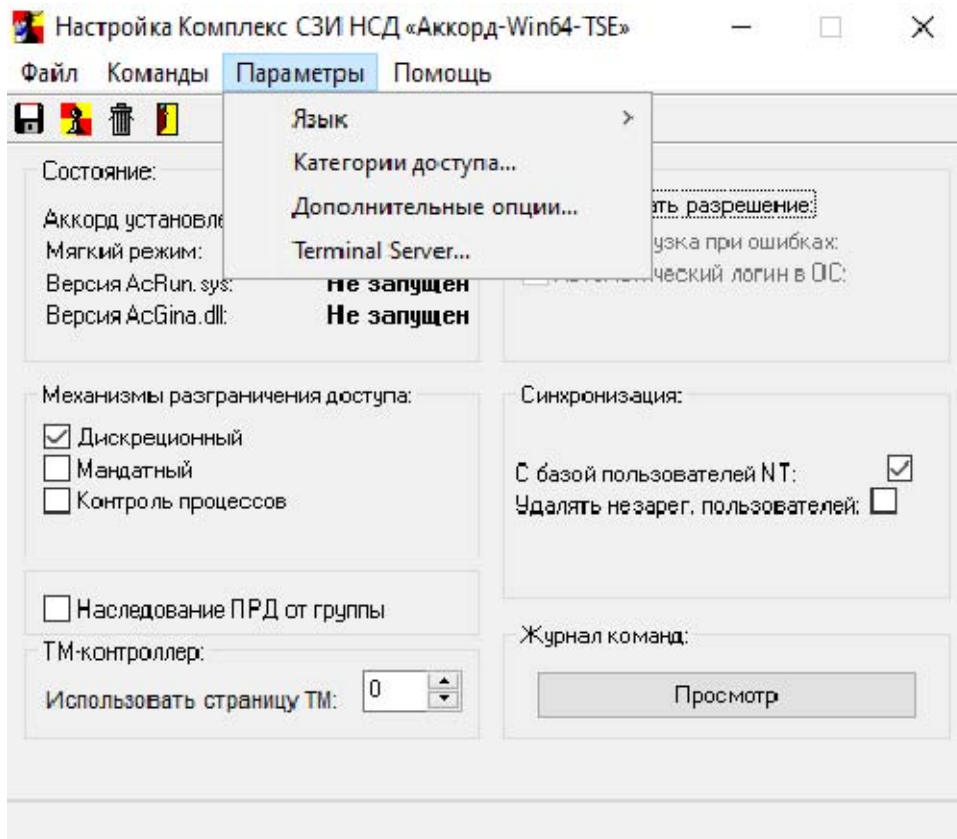 Настройка Комплекс СЗИ НСД «Аккорд-Win64-TSE»
Файл Команды Параметры Помощь
Язык
Категории доступа...
Дополнительные опции...
Terminal Server...
Состояние:
Аккорд установле
Мягкий режим:
Версия AcRun.sys: Не запущен
Версия AcGina.dll: Не запущен
ать разрешение:
узка при ошибках:
ческий логин в ОС:
Механизмы разграничения доступа:
Дискреционный
Мандатный
Контроль процессов
Синхронизация:
С базой пользователей NT:
Удалять незарег. пользователей:
Наследование ПРД от группы
ТМ-контроллер:
Использовать страницу ТМ: 0
Журнал команд:
Просмотр